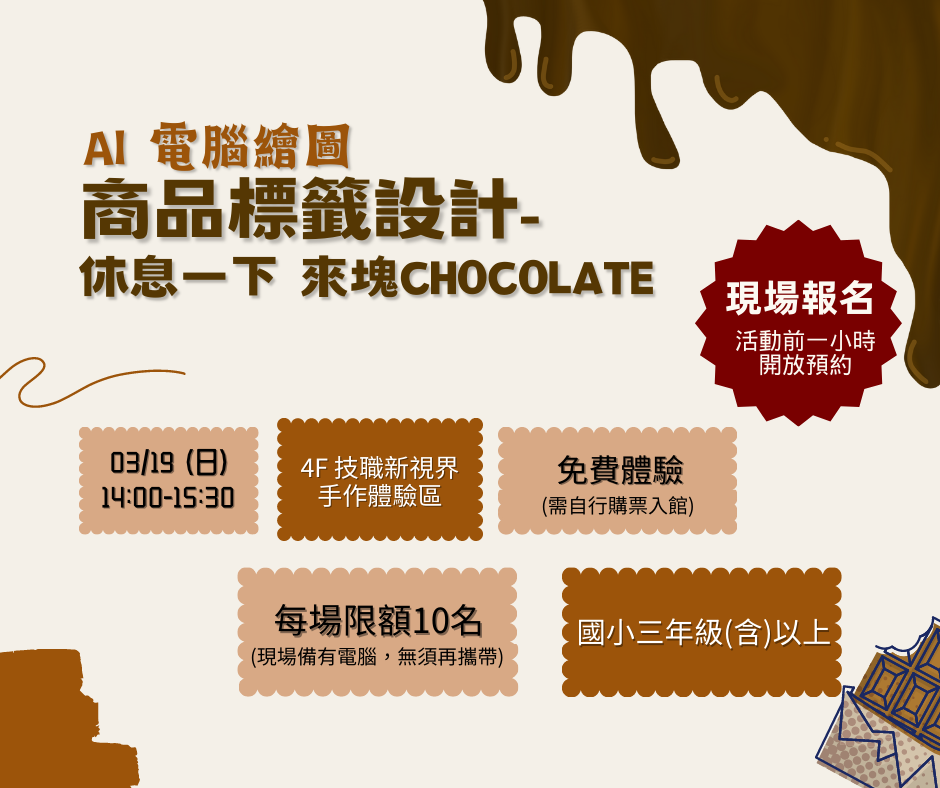 AI 電腦繪圖
商品標籤設計-
休息一下 來塊CHOCOLATE
現場報名
活動前一小時
開放預約
03/19 (日)
14:00-15:30
4F 技職新視界
手作體驗區
免費體驗
(需自行購票入館)
每場限額10名
(現場備有電腦，無須再攜帶)
國小三年級(含)以上